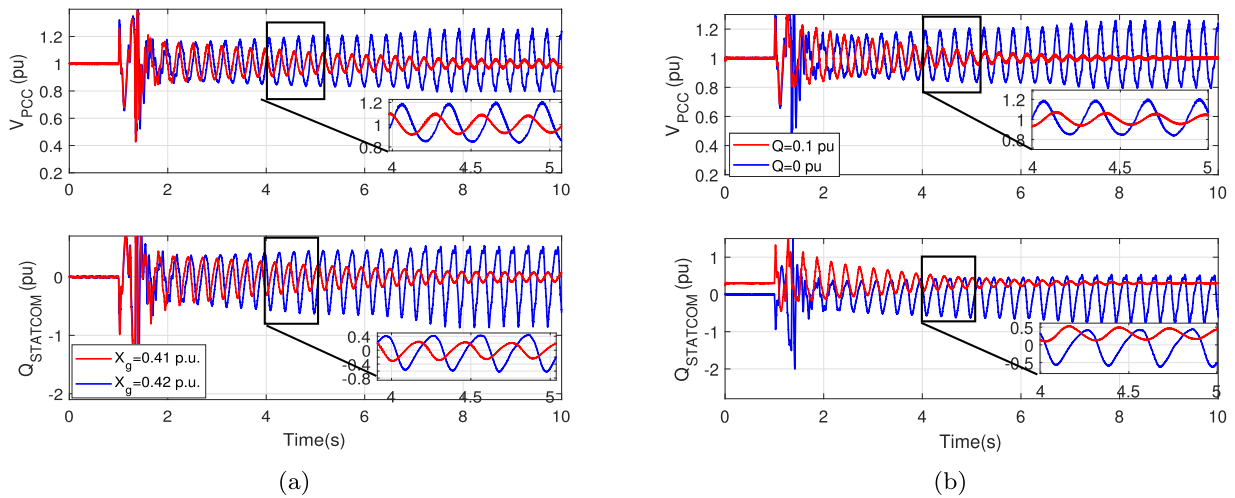 V_PCC (pu)
1.2
1
0.8
0.6
0.4
0.2
1.2
1
0.8
4 4.5 5
0 2 4 6 8 10
Q_STATCOM (pu)
0
-1
-2
X_g=0.41 p.u.
X_g=0.42 p.u.
0.4
0
-0.4
-0.8
4 4.5 5
0 2 4 6 8 10
Time(s)
(a)
V_PCC (pu)
1.2
1
0.8
0.6
0.4
0.2
Q=0.1 pu
Q=0 pu
1.2
1
0.8
4 4.5 5
0 2 4 6 8 10
Q_STATCOM (pu)
1
0
-1
-2
0.5
0
-0.5
4 4.5 5
0 2 4 6 8 10
Time(s)
(b)